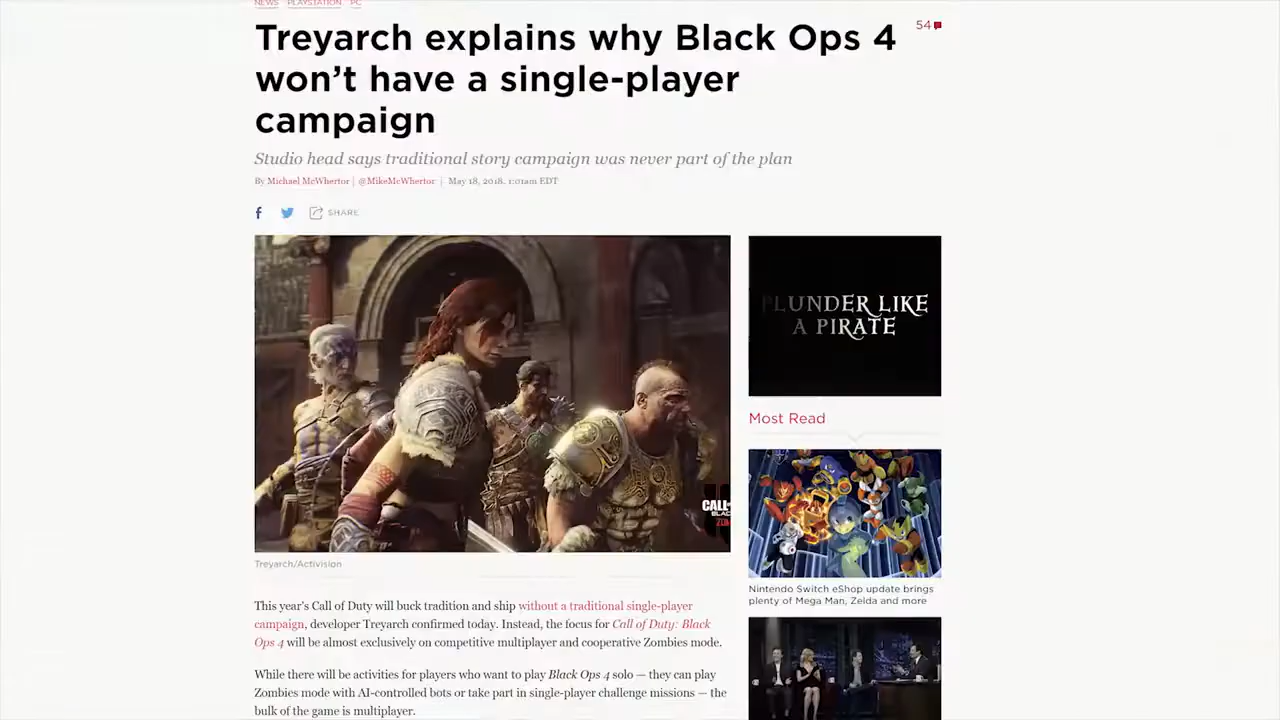 NEWS PLAYSTATION PC
Treyarch explains why Black Ops 4
won't have a single-player
campaign
54
Studio head says traditional story campaign was never part of the plan
By Michael McWhertor | @MikeMcWhertor | May 18, 2018, 1:01am EDT
SHARE
PLUNDER LIKE
A PIRATE
Most Read
CALL
BLAC
ZOM
Treyarch/Activision
Nintendo Switch eShop update brings
plenty of Mega Man, Zelda and more
This year's Call of Duty will buck tradition and ship without a traditional single-player
campaign, developer Treyarch confirmed today. Instead, the focus for Call of Duty: Black
Ops 4 will be almost exclusively on competitive multiplayer and cooperative Zombies mode.
While there will be activities for players who want to play Black Ops 4 solo — they can play
Zombies mode with AI-controlled bots or take part in single-player challenge missions — the
bulk of the game is multiplayer.